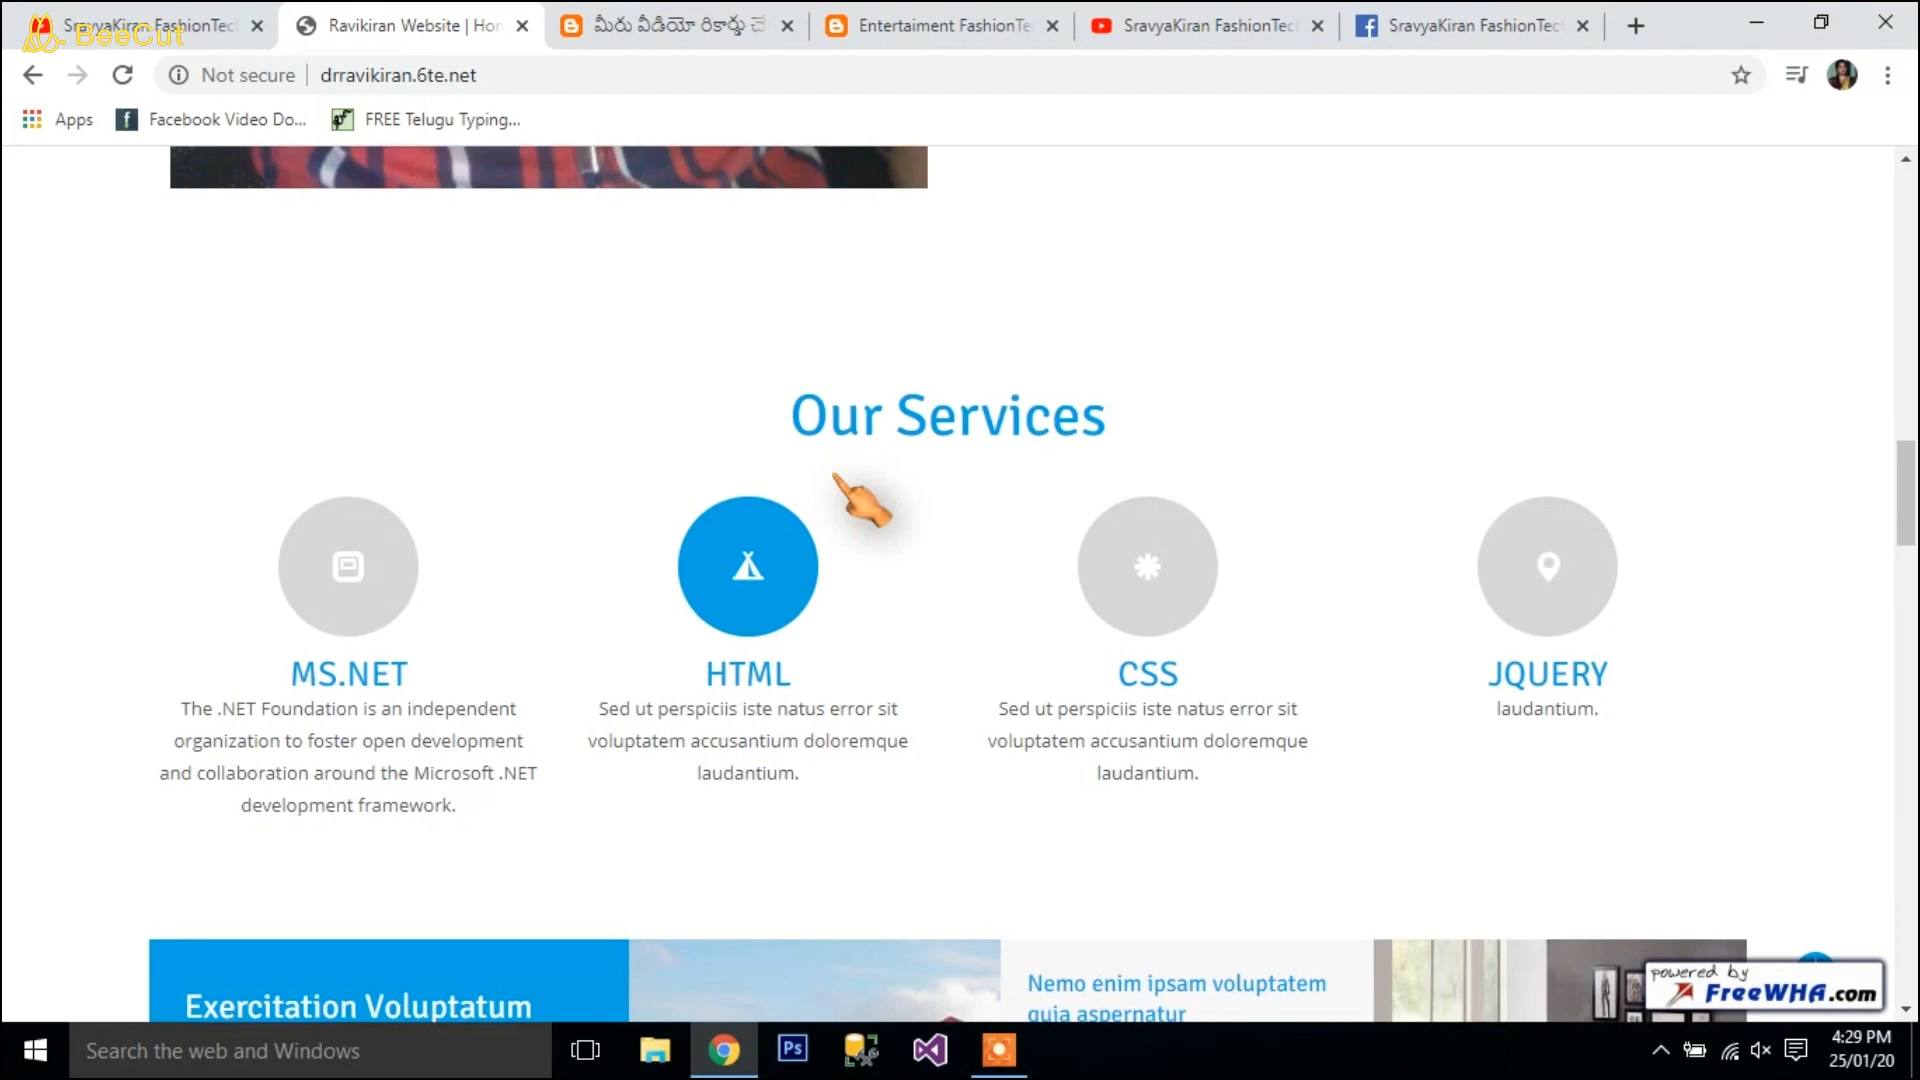 SravyaKiran FashionTec
BeeCut
Ravikiran Website | Hon
మీరు వీడియో రికార్డు చే
Entertaiment FashionTe
SravyaKiran FashionTec
SravyaKiran FashionTec
Not secure
drravikiran.6te.net
Apps
Facebook Video Do...
FREE Telugu Typing...
Our Services
MS.NET
The .NET Foundation is an independent
organization to foster open development
and collaboration around the Microsoft .NET
development framework.
HTML
Sed ut perspiciis iste natus error sit
voluptatem accusantium doloremque
laudantium.
CSS
Sed ut perspiciis iste natus error sit
voluptatem accusantium doloremque
laudantium.
JQUERY
laudantium.
Exercitation Voluptatum
Nemo enim ipsam voluptatem
quia aspernatur
powered by
FreeWHA.com
Search the web and Windows
Ps
4:29 PM
25/01/20